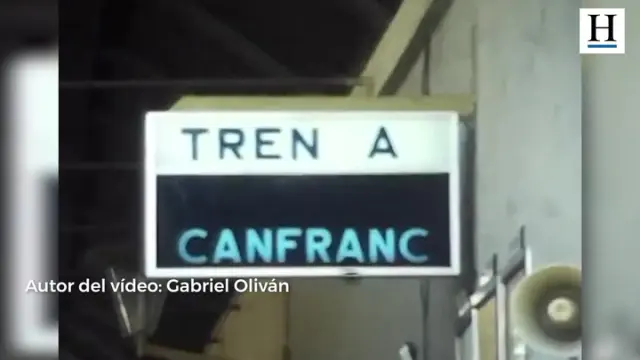 H
TREN A
CANFRANC
Autor del vídeo: Gabriel Oliván